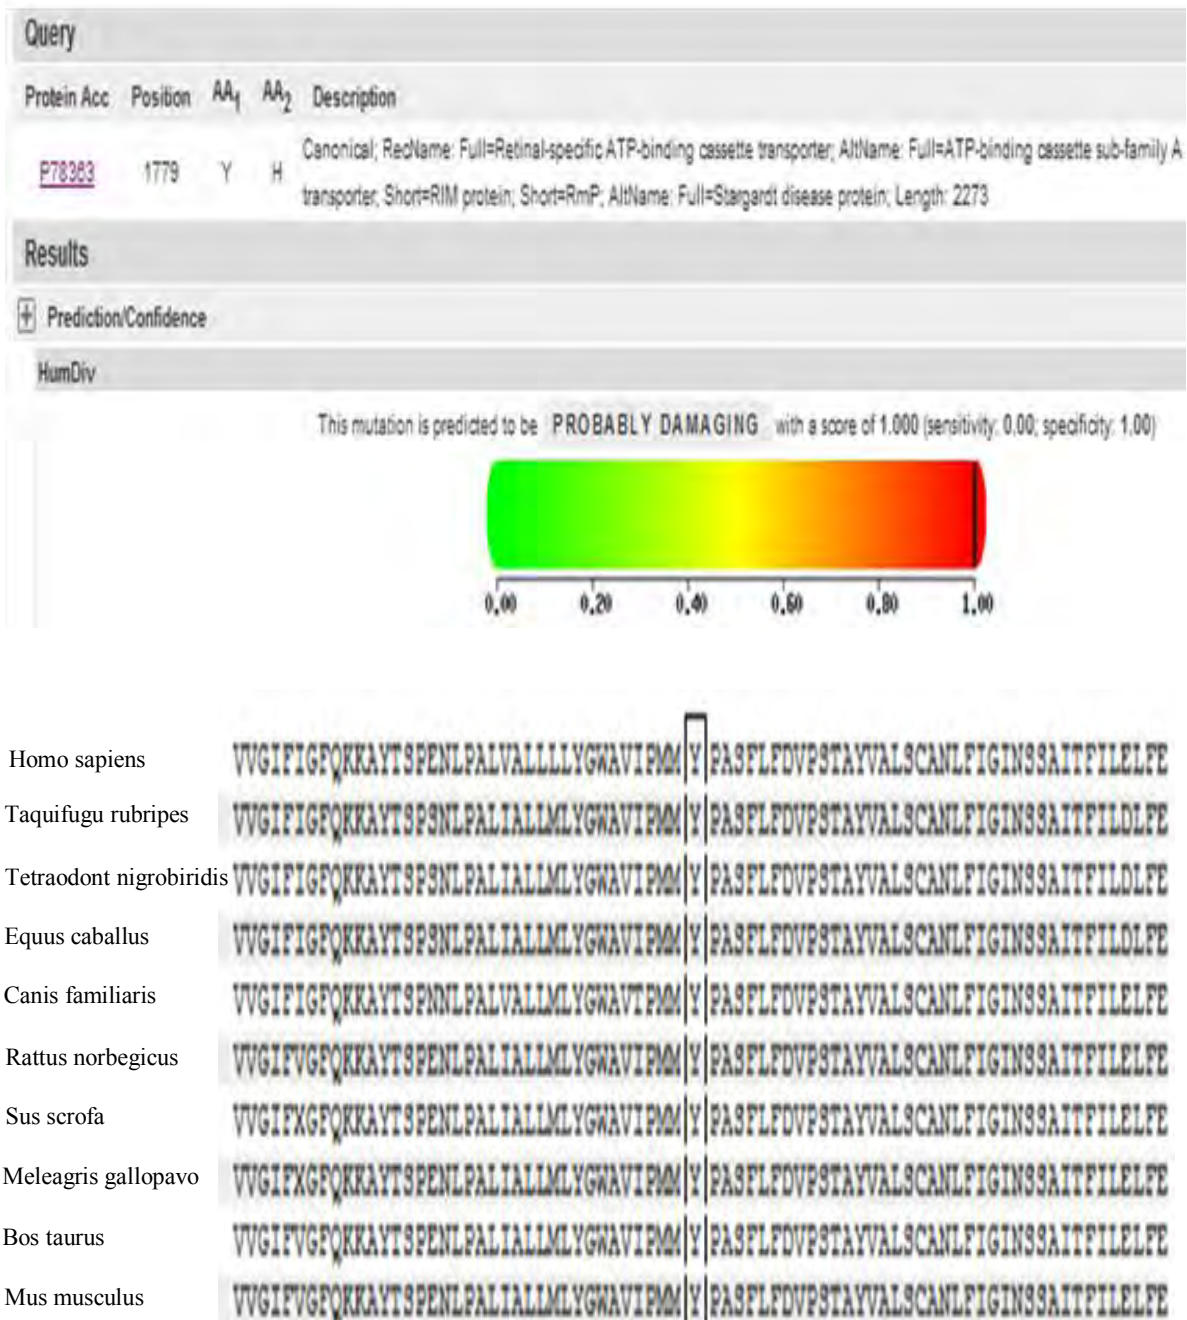 Query
Protein Acc Position AA1 AA2 Description
P78363 1779 Y H Canonical; RecName: Full=Retinal-specific ATP-binding cassette transporter; AltName: Full=ATP-binding cassette sub-family A
transporter; Short=RIM protein; Short=RmP; AltName: Full=Stargardt disease protein; Length: 2273
Results
+ Prediction/Confidence
HumDiv
This mutation is predicted to be PROBABLY DAMAGING with a score of 1.000 (sensitivity: 0.00; specificity: 1.00)
0.00 0.20 0.40 0.60 0.80 1.00
Homo sapiens VVGIFIGFQKKAYTSPENLPALVALLLLYGWAVIPMM Y PASFLFDVPSTAYVALSCANLFIGINSSAITFILELFE
Taquifugu rubripes VVGIFIGFQKKAYTSPSNLPALIALLMLYGWAVIPMM Y PASFLFDVPSTAYVALSCANLFIGINSSAITFILDLFE
Tetraodont nigrobiridis VVGIFIGFQKKAYTSPSNLPALIALLMLYGWAVIPMM Y PASFLFDVPSTAYVALSCANLFIGINSSAITFILDLFE
Equus caballus VVGIFIGFQKKAYTSPSNLPALIALLMLYGWAVIPMM Y PASFLFDVPSTAYVALSCANLFIGINSSAITFILDLFE
Canis familiaris VVGIFIGFQKKAYTSPNNLPALVALLMLYGWAVTPMM Y PASFLFDVPSTAYVALSCANLFIGINSSAITFILELFE
Rattus norbegicus VVGIFVGFQKKAYTSPENLPALIALLMLYGWAVIPMM Y PASFLFDVPSTAYVALSCANLFIGINSSAITFILELFE
Sus scrofa VVGIFXGFQKKAYTSPENLPALIALLMLYGWAVIPMM Y PASFLFDVPSTAYVALSCANLFIGINSSAITFILELFE
Meleagris gallopavo VVGIFXGFQKKAYTSPENLPALIALLMLYGWAVIPMM Y PASFLFDVPSTAYVALSCANLFIGINSSAITFILELFE
Bos taurus VVGIFVGFQKKAYTSPENLPALIALLMLYGWAVIPMM Y PASFLFDVPSTAYVALSCANLFIGINSSAITFILELFE
Mus musculus VVGIFVGFQKKAYTSPENLPALIALLMLYGWAVIPMM Y PASFLFDVPSTAYVALSCANLFIGINSSAITFILELFE